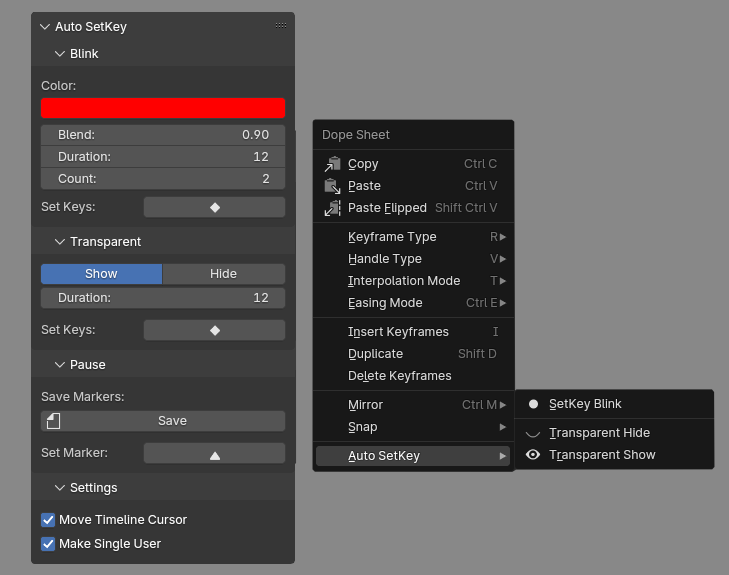 Auto SetKey
Blink
Color:
Blend: 0.90
Duration: 12
Count: 2
Set Keys:
Transparent
Show Hide
Duration: 12
Set Keys:
Pause
Save Markers:
Save
Set Marker:
Settings
Move Timeline Cursor
Make Single User
Dope Sheet
Copy Ctrl C
Paste Ctrl V
Paste Flipped Shift Ctrl V
Keyframe Type R
Handle Type V
Interpolation Mode T
Easing Mode Ctrl E
Insert Keyframes I
Duplicate Shift D
Delete Keyframes
Mirror Ctrl M
Snap
Auto SetKey
SetKey Blink
Transparent Hide
Transparent Show